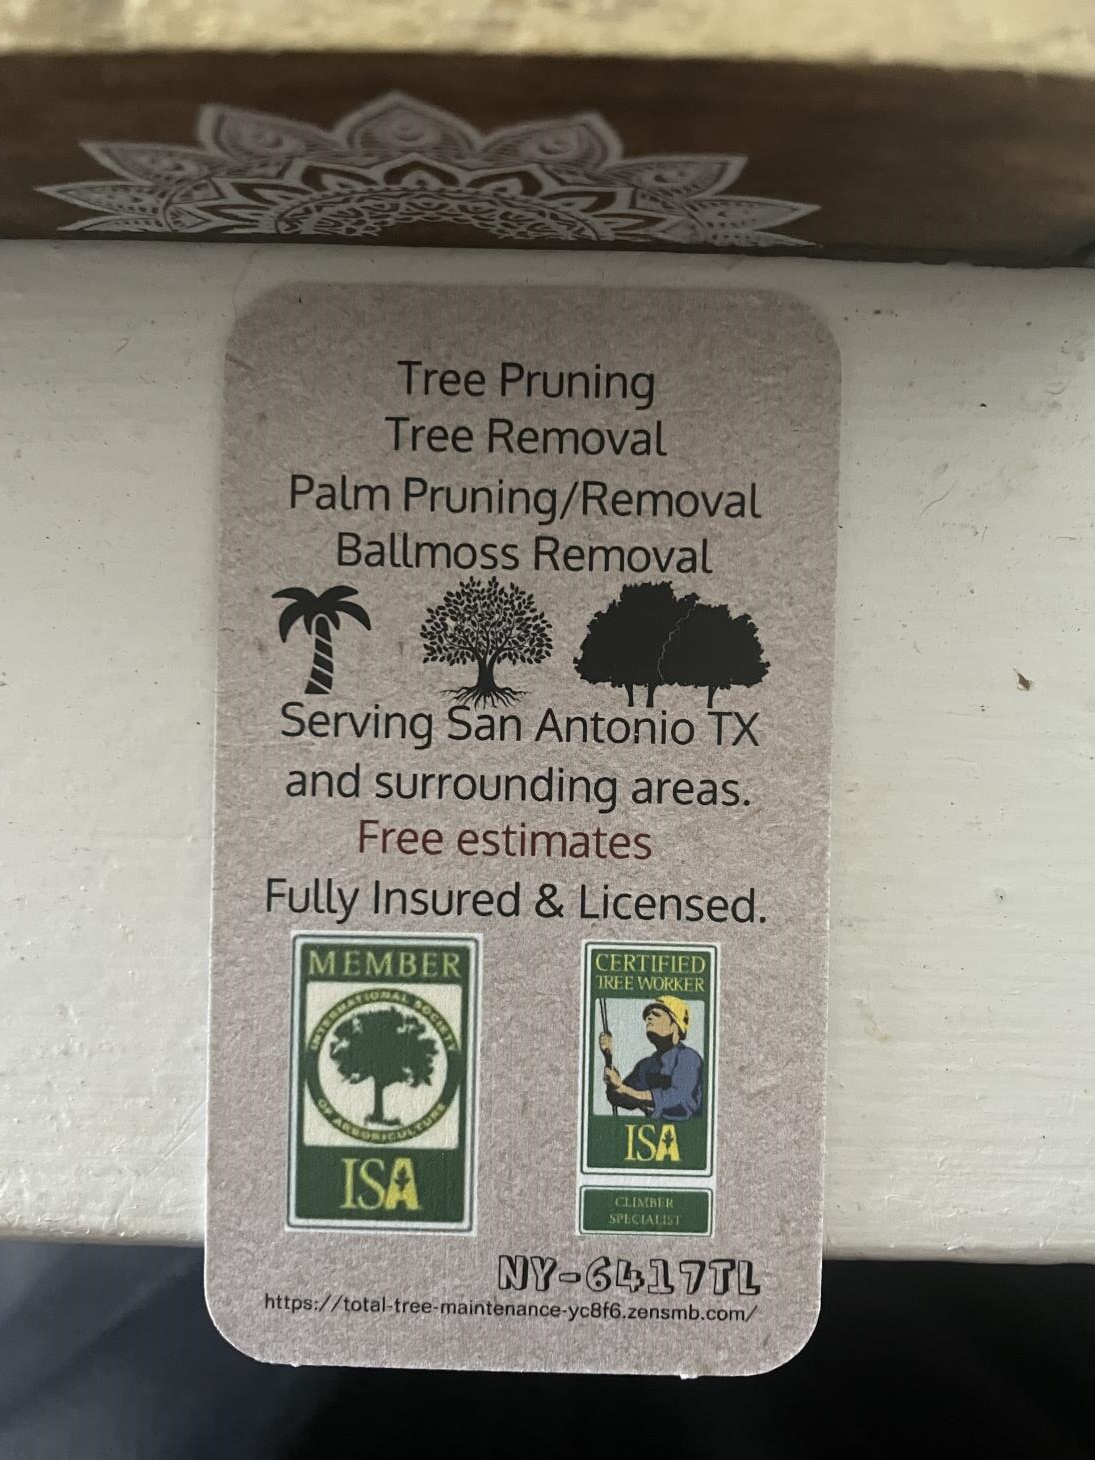 Tree Pruning
Tree Removal
Palm Pruning/Removal
Ballmoss Removal
Serving San Antonio TX
and surrounding areas.
Free estimates
Fully Insured & Licensed.
MEMBER
INTERNATIONAL SOCIETY
OF ARBORICULTURE
ISA
CERTIFIED
TREE WORKER
ISA
CLIMBER
SPECIALIST
NY-6417TL
https://total-tree-maintenance-yc8f6.zensmb.com/